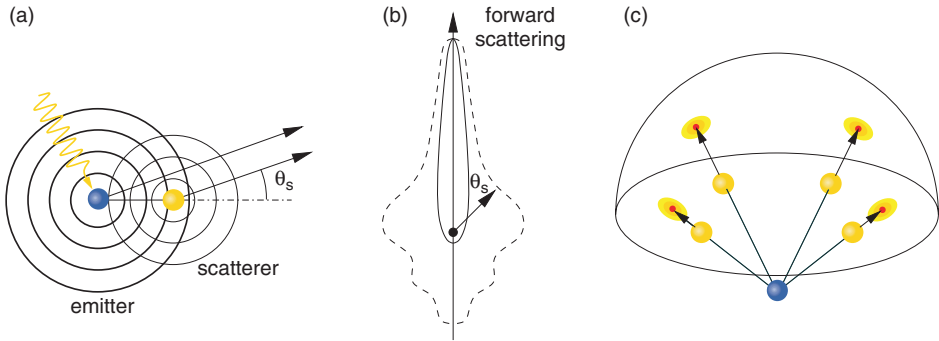 (a)
θs
scatterer
emitter
(b)
forward
scattering
θs
(c)